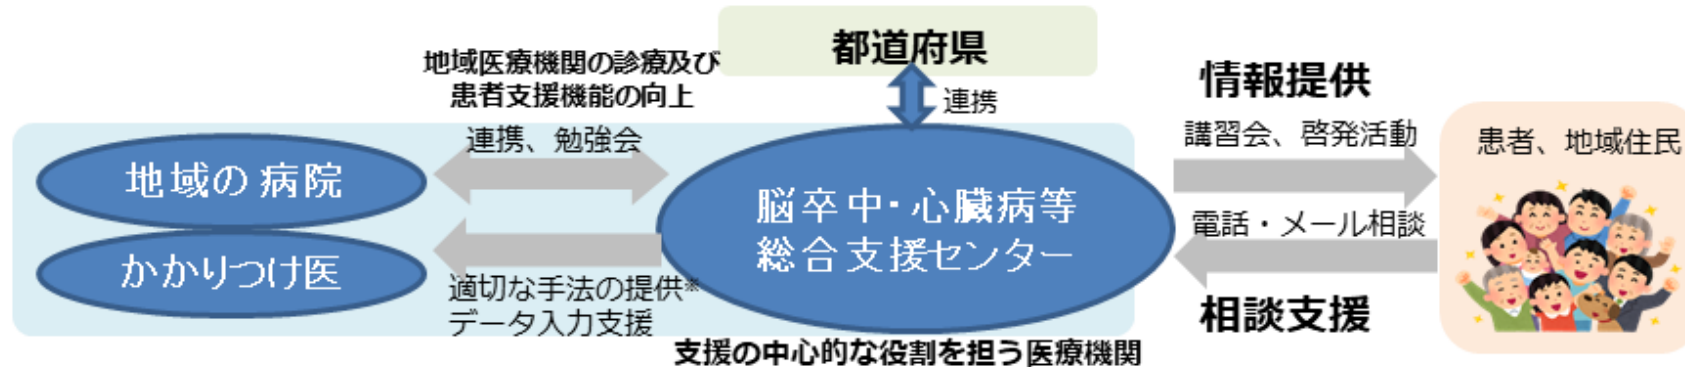 都道府県
連携
地域医療機関の診療及び
患者支援機能の向上
連携、勉強会
地域の病院
かかりつけ医
適切な手法の提供※
データ入力支援
脳卒中・心臓病等
総合支援センター
支援の中心的な役割を担う医療機関
情報提供
講習会、啓発活動
電話・メール相談
相談支援
患者、地域住民